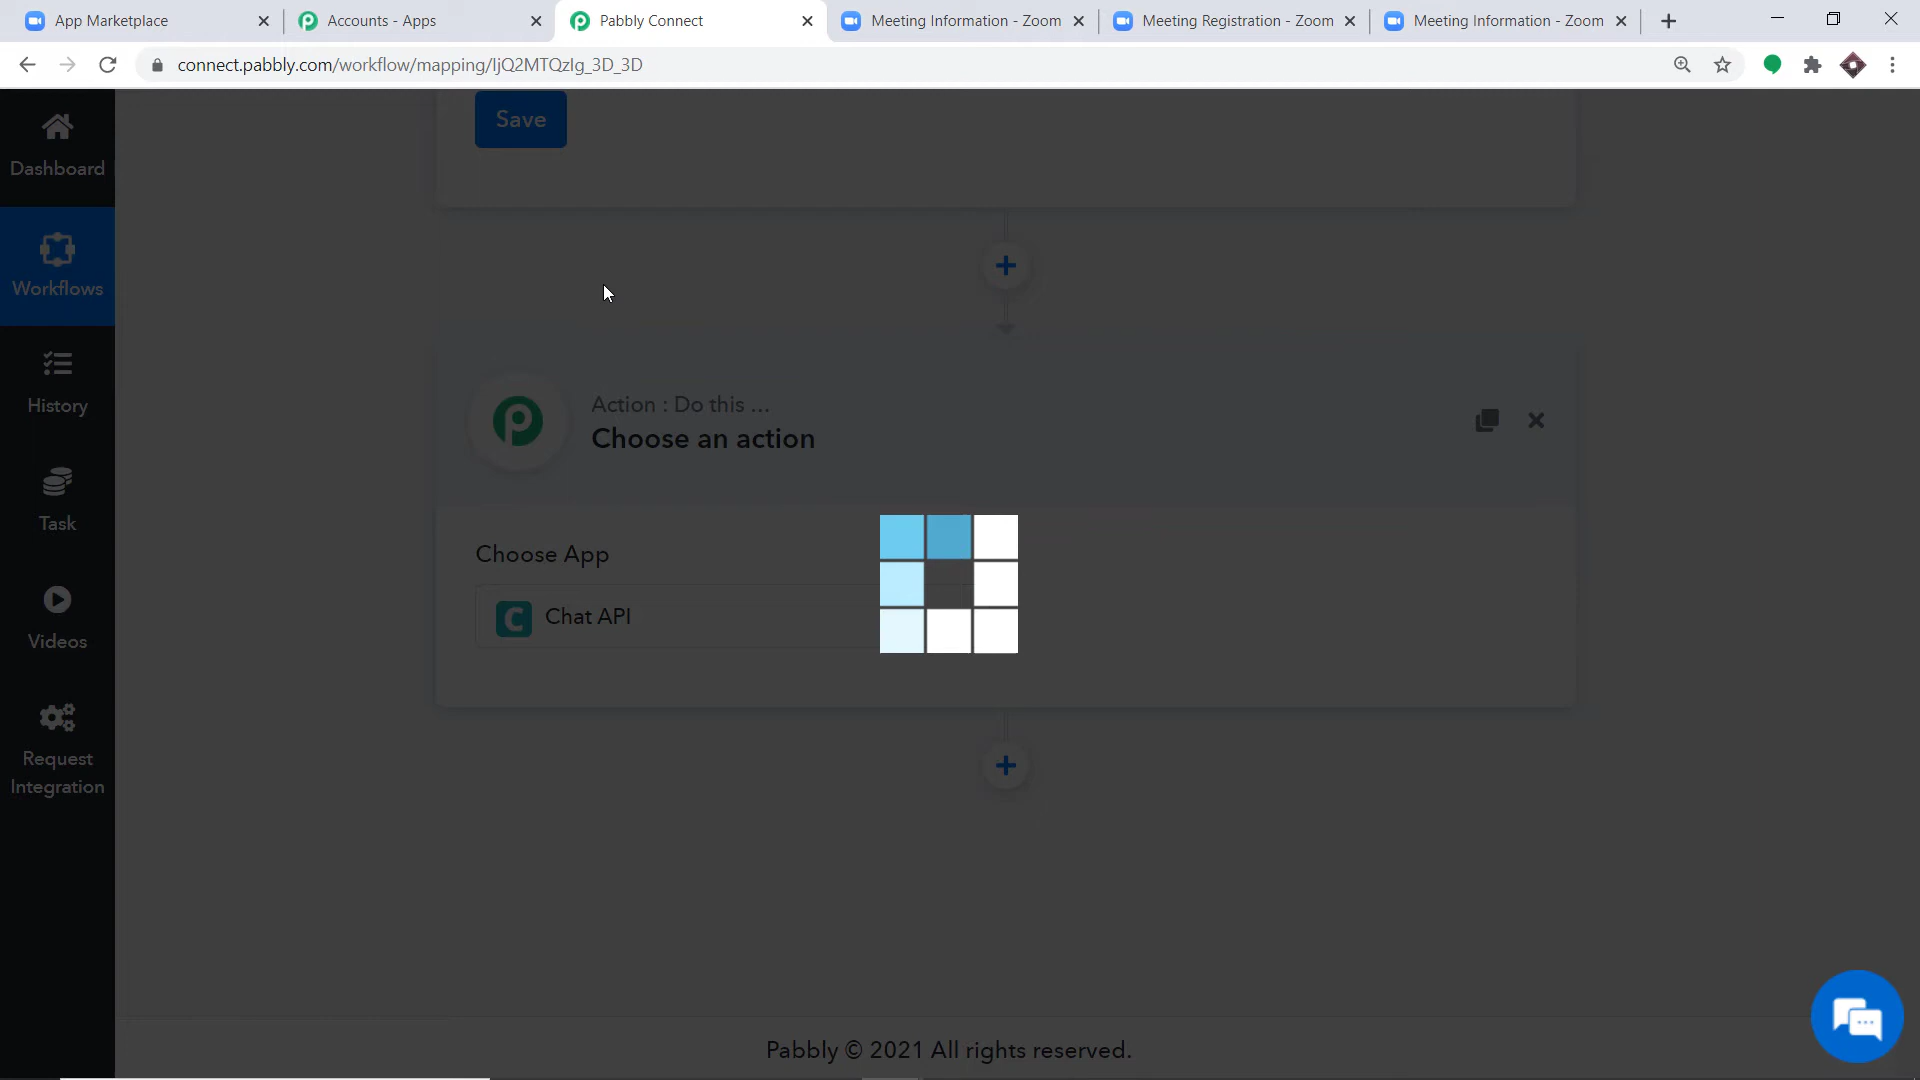 App Marketplace
Accounts - Apps
Pabbly Connect
Meeting Information - Zoom
Meeting Registration - Zoom
Meeting Information - Zoom
connect.pabbly.com/workflow/mapping/IjQ2MTQzIg_3D_3D
Dashboard
Workflows
History
Task
Videos
Request
Integration
Save
Action : Do this ...
Choose an action
Choose App
Chat API
Pabbly © 2021 All rights reserved.